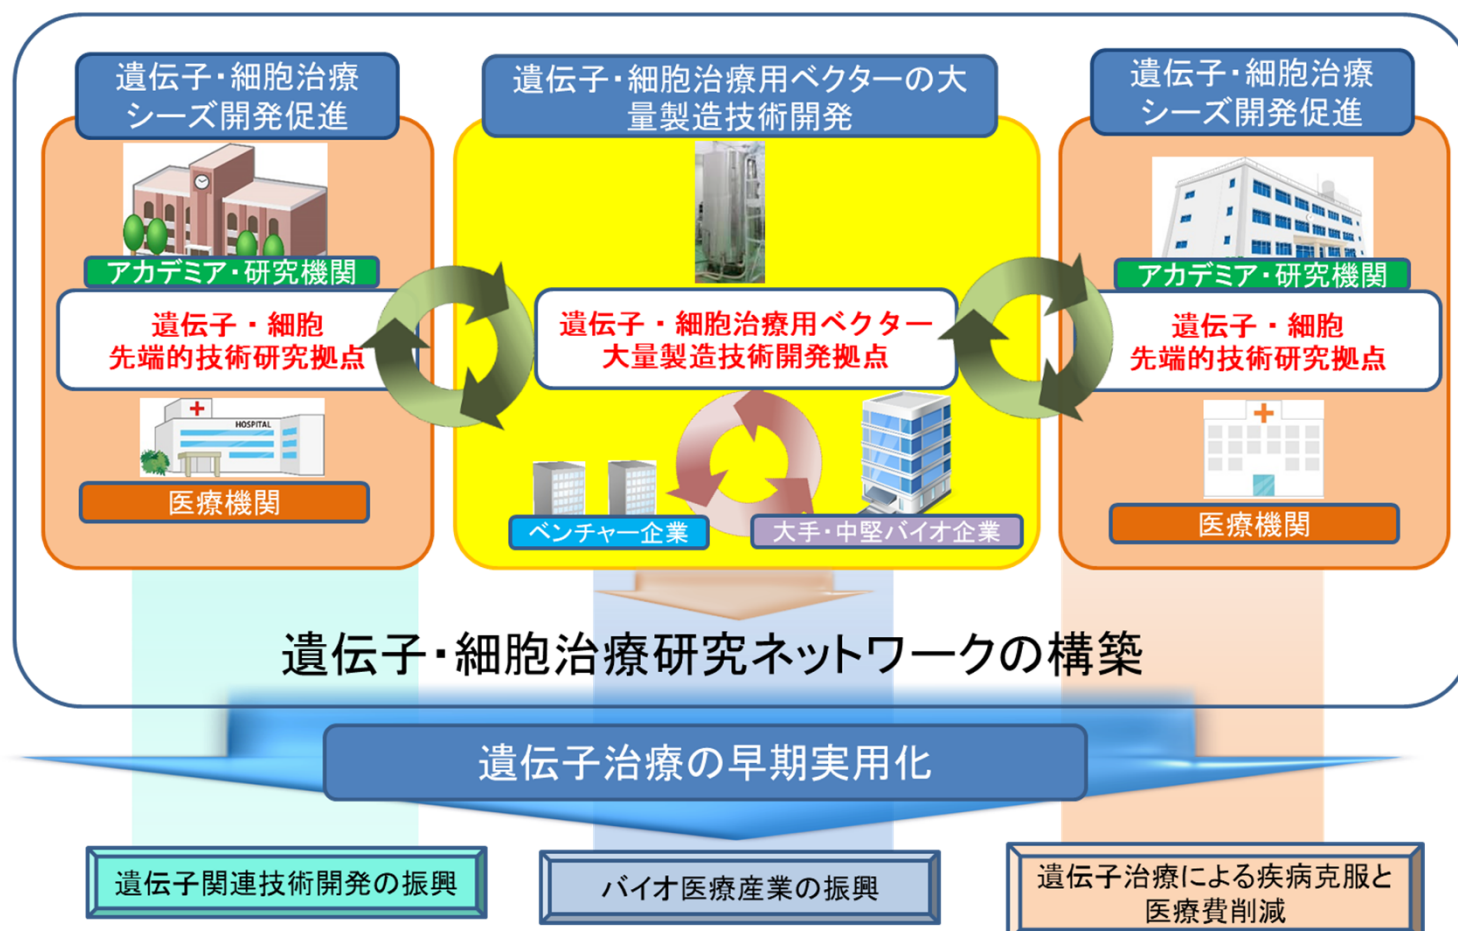 遺伝子・細胞治療
シーズ開発促進
アカデミア・研究機関
遺伝子・細胞
先端的技術研究拠点
HOSPITAL
医療機関
遺伝子・細胞治療用ベクターの大
量製造技術開発
遺伝子・細胞治療用ベクター
大量製造技術開発拠点
ベンチャー企業
大手・中堅バイオ企業
遺伝子・細胞治療
シーズ開発促進
アカデミア・研究機関
遺伝子・細胞
先端的技術研究拠点
医療機関
遺伝子・細胞治療研究ネットワークの構築
遺伝子治療の早期実用化
遺伝子関連技術開発の振興
バイオ医療産業の振興
遺伝子治療による疾病克服と
医療費削減